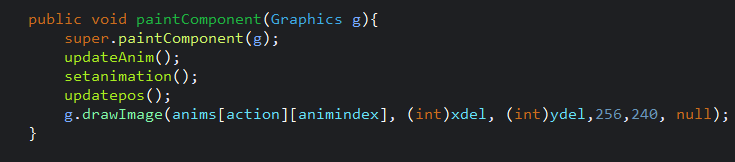 public void paintComponent(Graphics g){
super.paintComponent(g);
updateAnim();
setanimation();
updatepos();
g.drawImage(anims[action][animindex], (int)xdel, (int)ydel,256,240, null);
}